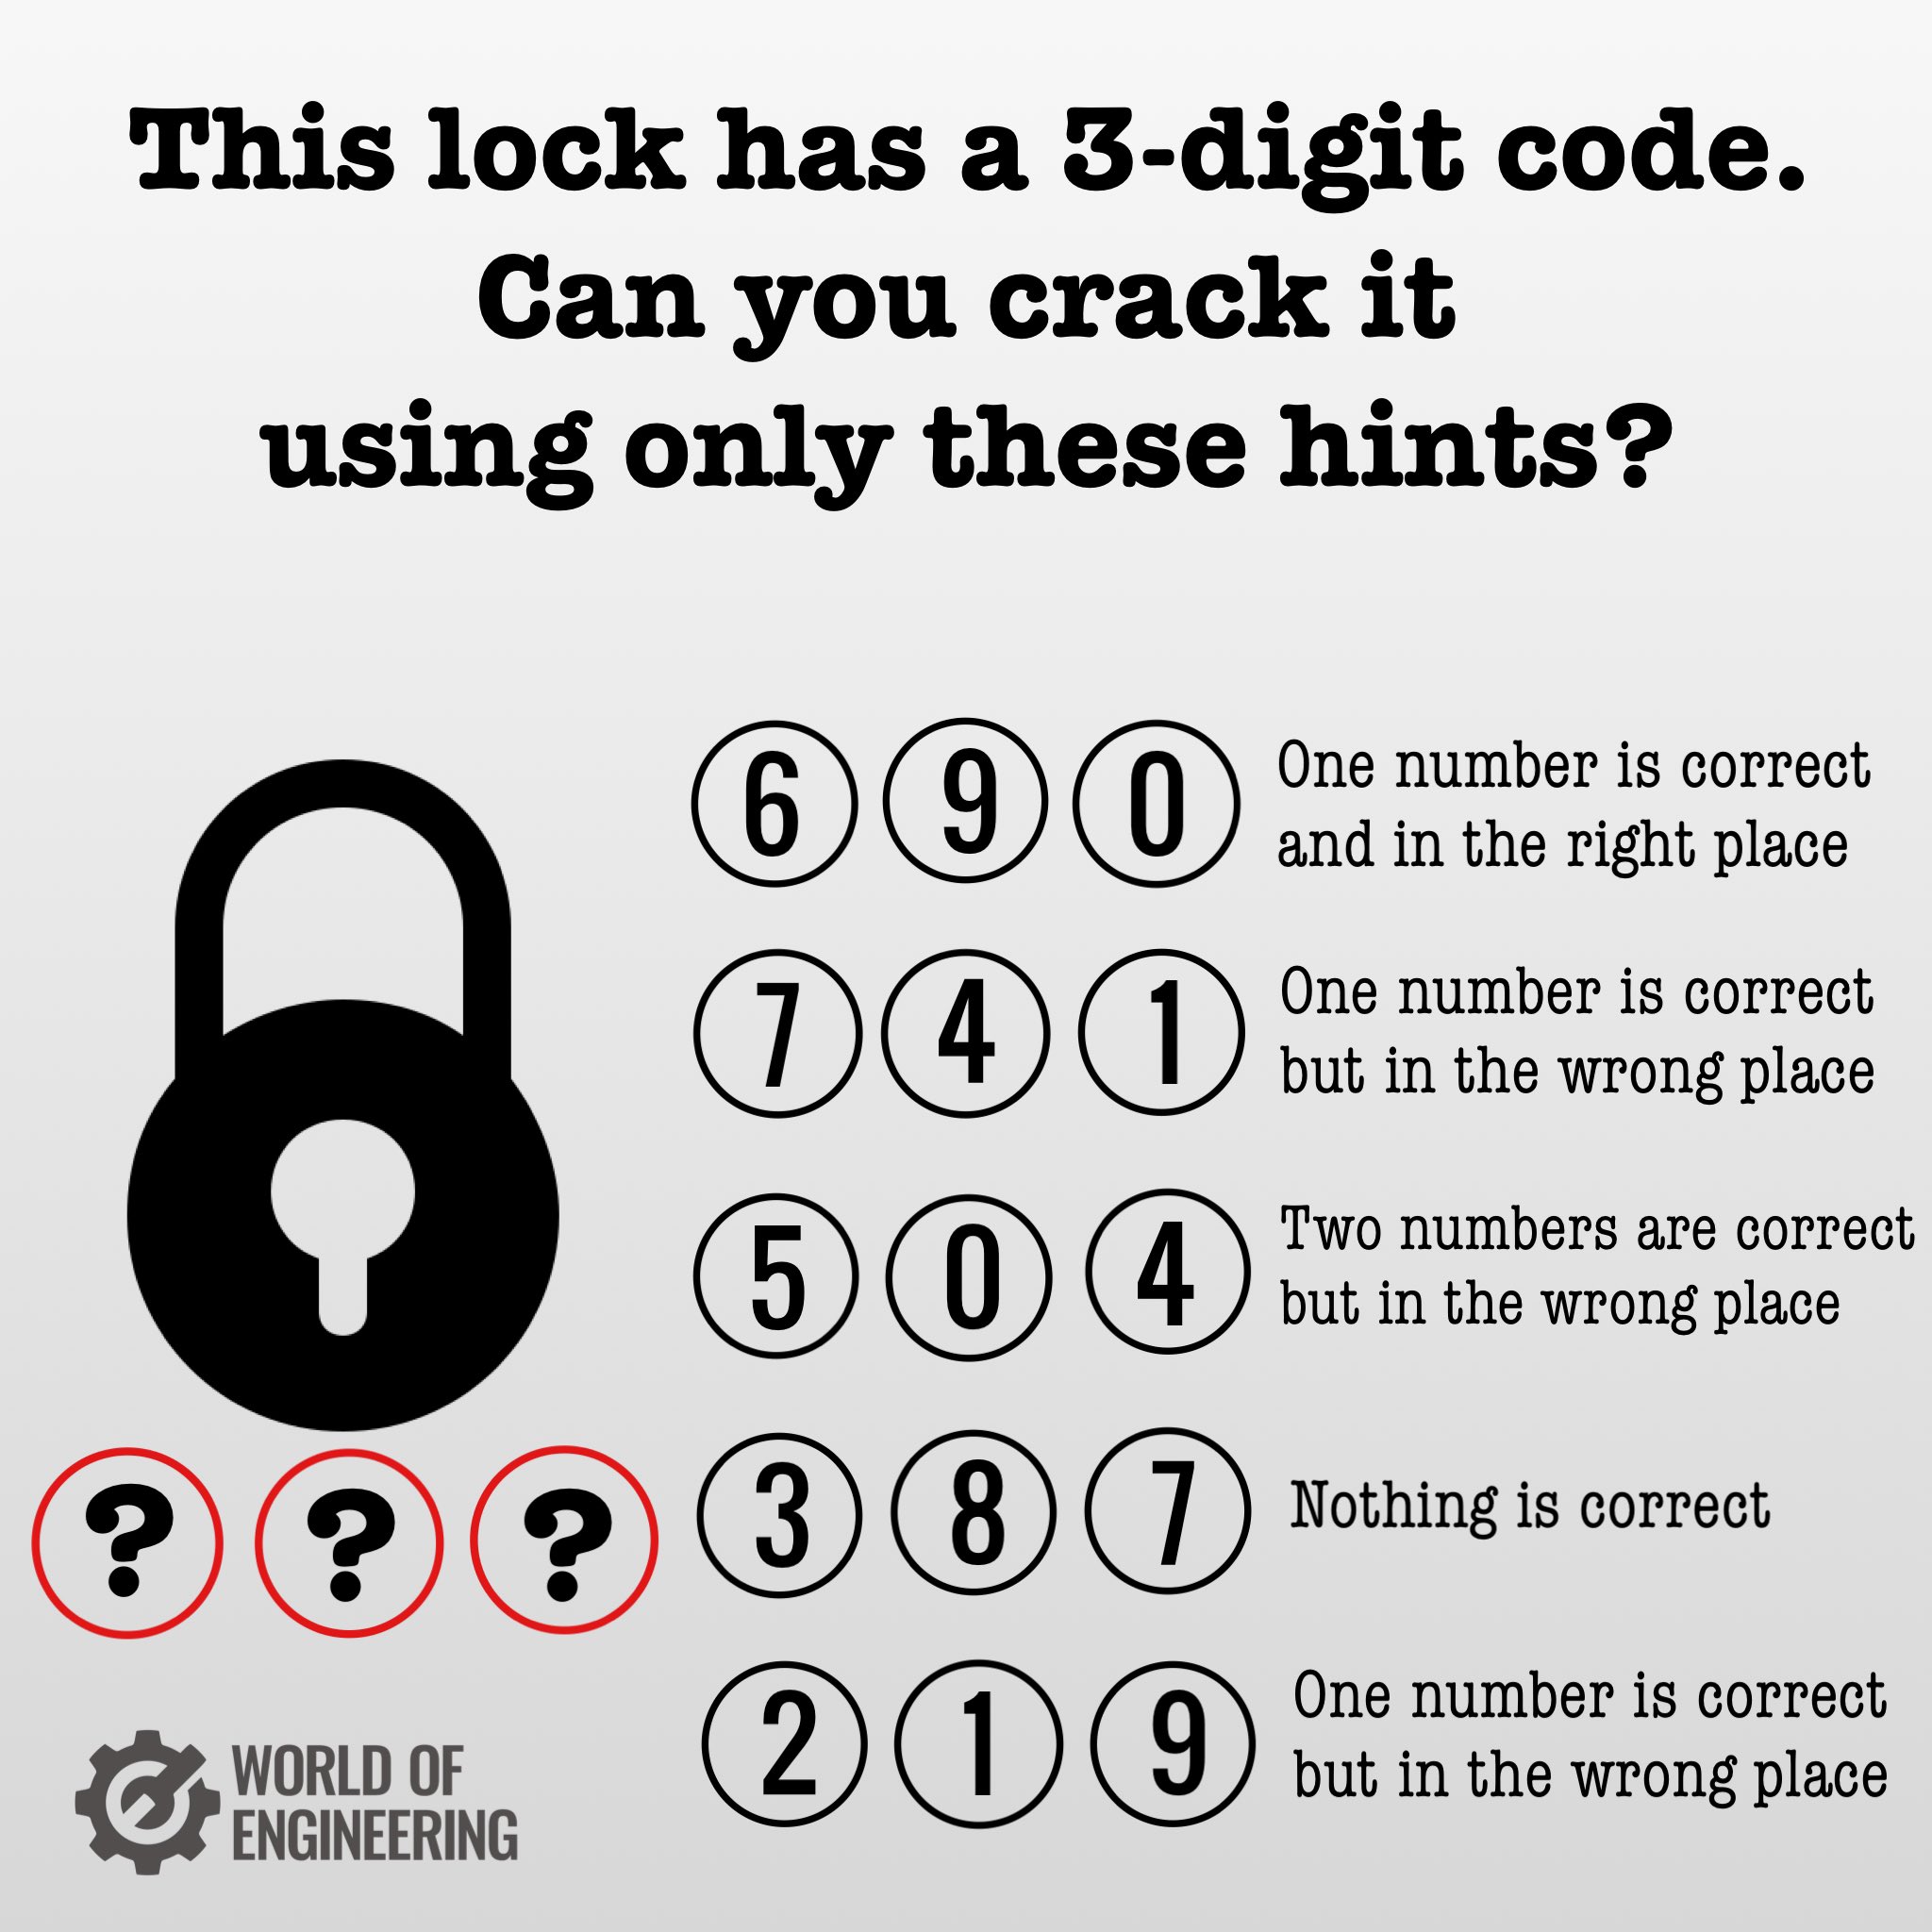 This lock has a 3-digit code.
Can you crack it
using only these hints?
6 9 0 One number is correct
and in the right place
7 4 1 One number is correct
but in the wrong place
5 0 4 Two numbers are correct
but in the wrong place
3 8 7 Nothing is correct
? ? ?
2 1 9 One number is correct
but in the wrong place
WORLD OF
ENGINEERING